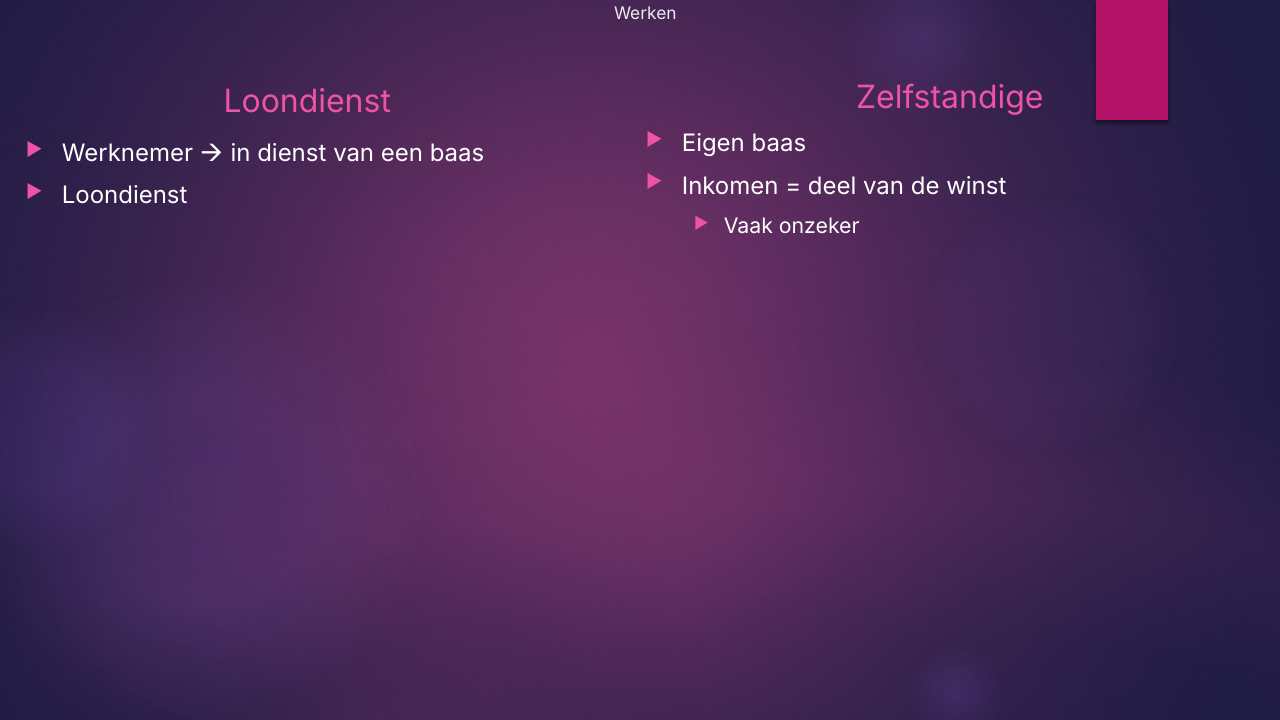 Werken
Loondienst
Werknemer → in dienst van een baas
Loondienst
Zelfstandige
Eigen baas
Inkomen = deel van de winst
Vaak onzeker